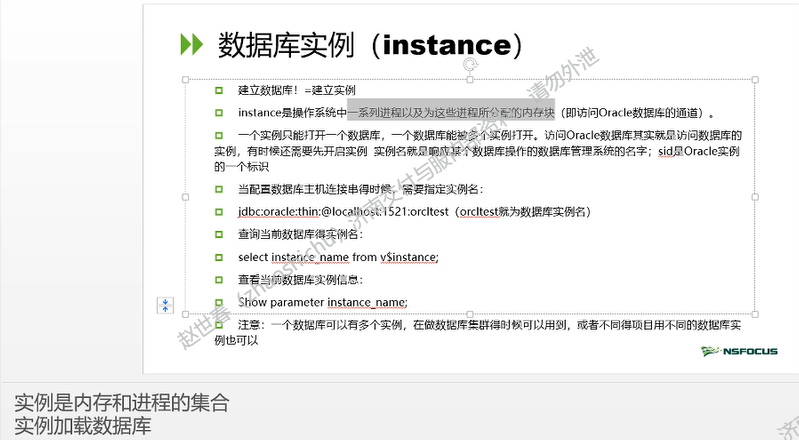 数据库实例（instance）
建立数据库！=建立实例
instance是操作系统中一系列进程以及为这些进程所分配的内存块（即访问Oracle数据库的通道）。
一个实例只能打开一个数据库，一个数据库能被多个实例打开。访问Oracle数据库其实就是访问数据库的
实例，有时候还需要先开启实例 实例名就是响应某个数据库操作的数据库管理系统的名字；sid是Oracle实例
的一个标识
当配置数据库主机连接串得时候，需要指定实例名：
jdbc:oracle:thin:@localhost:1521:orcltest（orcltest就为数据库实例名）
查询当前数据库得实例名：
select instance_name from v$instance;
查看当前数据库实例信息：
Show parameter instance_name;
注意：一个数据库可以有多个实例，在做数据库集群得时候可以用到，或者不同得项目用不同的数据库实
例也可以
NSFOCUS
实例是内存和进程的集合
实例加载数据库